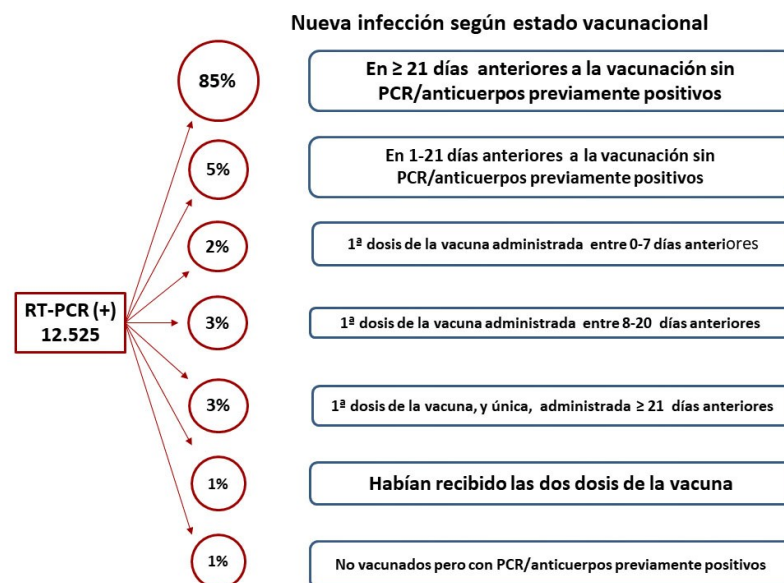 Nueva infección según estado vacunacional
85%
En ≥ 21 días anteriores a la vacunación sin
PCR/anticuerpos previamente positivos
5%
En 1-21 días anteriores a la vacunación sin
PCR/anticuerpos previamente positivos
2%
1ª dosis de la vacuna administrada entre 0-7 días anteriores
RT-PCR (+)
12.525
3%
1ª dosis de la vacuna administrada entre 8-20 días anteriores
3%
1ª dosis de la vacuna, y única, administrada ≥ 21 días anteriores
1%
Habían recibido las dos dosis de la vacuna
1%
No vacunados pero con PCR/anticuerpos previamente positivos